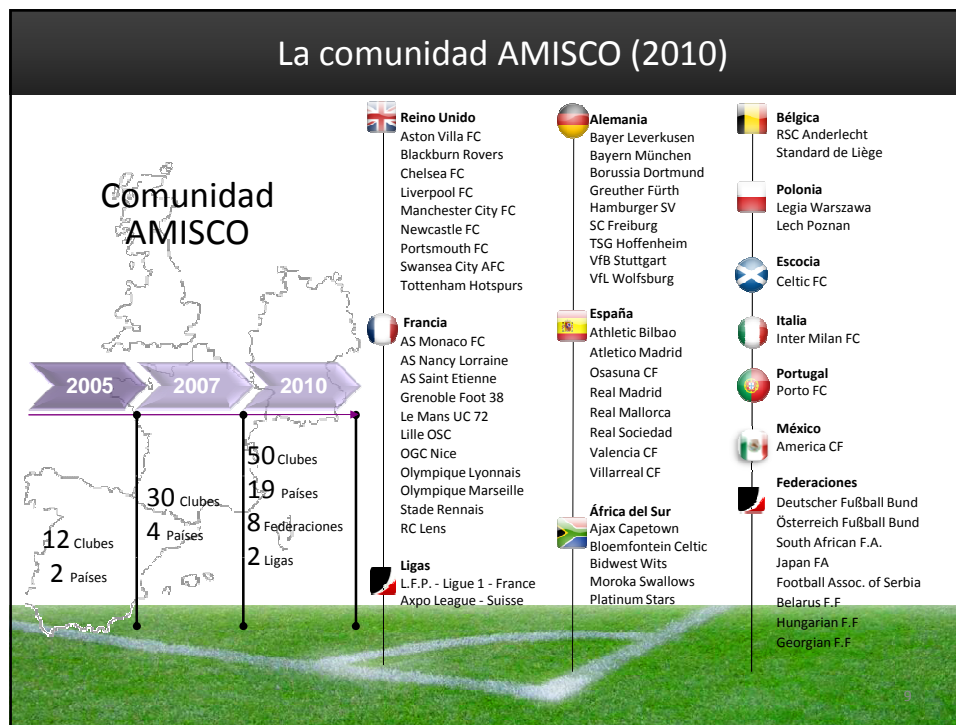 La comunidad AMISCO (2010)
Comunidad
AMISCO
2005
2007
2010
12 Clubes
2 Países
30 Clubes
4 Países
50 Clubes
19 Países
8 Federaciones
2 Ligas
Reino Unido
Aston Villa FC
Blackburn Rovers
Chelsea FC
Liverpool FC
Manchester City FC
Newcastle FC
Portsmouth FC
Swansea City AFC
Tottenham Hotspurs
Francia
AS Monaco FC
AS Nancy Lorraine
AS Saint Etienne
Grenoble Foot 38
Le Mans UC 72
Lille OSC
OGC Nice
Olympique Lyonnais
Olympique Marseille
Stade Rennais
RC Lens
Ligas
L.F.P. - Ligue 1 - France
Axpo League - Suisse
Alemania
Bayer Leverkusen
Bayern München
Borussia Dortmund
Greuther Fürth
Hamburger SV
SC Freiburg
TSG Hoffenheim
VfB Stuttgart
VfL Wolfsburg
España
Athletic Bilbao
Atletico Madrid
Osasuna CF
Real Madrid
Real Mallorca
Real Sociedad
Valencia CF
Villarreal CF
África del Sur
Ajax Capetown
Bloemfontein Celtic
Bidwest Wits
Moroka Swallows
Platinum Stars
Bélgica
RSC Anderlecht
Standard de Liège
Polonia
Legia Warszawa
Lech Poznan
Escocia
Celtic FC
Italia
Inter Milan FC
Portugal
Porto FC
México
America CF
Federaciones
Deutscher Fußball Bund
Österreich Fußball Bund
South African F.A.
Japan FA
Football Assoc. of Serbia
Belarus F.F
Hungarian F.F
Georgian F.F